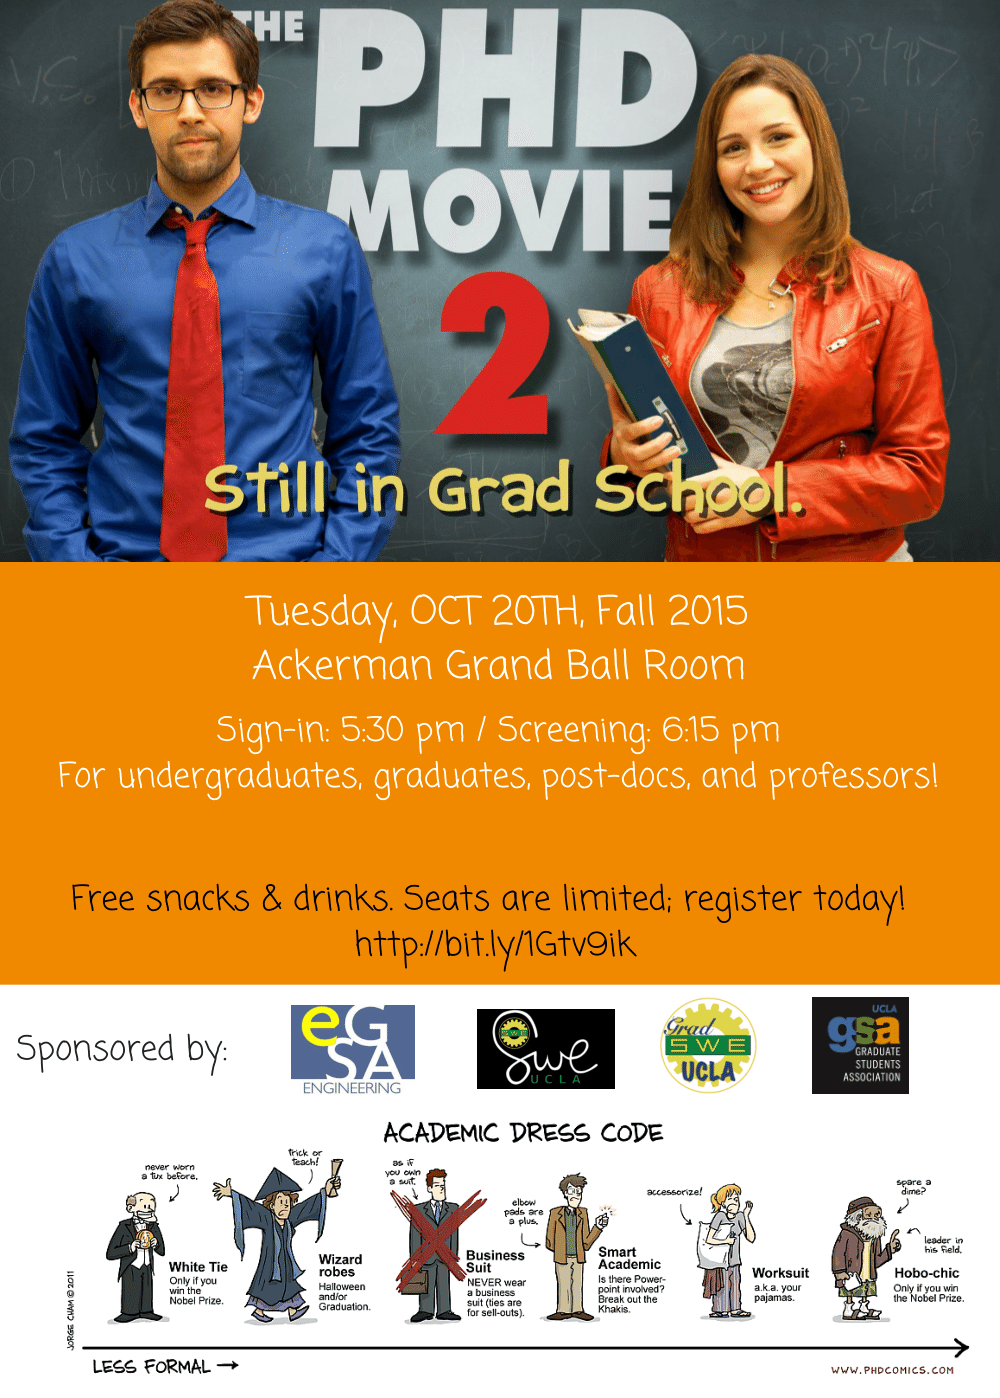 THE
PHD
MOVIE
2
Still in Grad School.
Tuesday, OCT 20TH, Fall 2015
Ackerman Grand Ball Room
Sign-in: 5:30 pm / Screening: 6:15 pm
For undergraduates, graduates, post-docs, and professors!
Free snacks & drinks. Seats are limited; register today!
http://bit.ly/1Gtv9ik
Sponsored by:
eG
SA
ENGINEERING
Swe
UCLA
Grad
SWE
UCLA
UCLA
gsa
GRADUATE
STUDENTS
ASSOCIATION
ACADEMIC DRESS CODE
never worn
a tux before.
White Tie
Only if you
win the
Nobel Prize.
trick or
teach!
Wizard
robes
Halloween
and/or
Graduation.
as if
you own
a suit.
Business
Suit
NEVER wear
a business
suit (ties are
for sell-outs).
elbow
pads are
a plus.
Smart
Academic
Is there Power-
point involved?
Break out the
Khakis.
accessorize!
Worksuit
a.k.a. your
pajamas.
spare a
dime?
leader in
his field.
Hobo-chic
Only if you win
the Nobel Prize.
JORGE CHAM © 2011
LESS FORMAL →
WWW.PHDCOMICS.COM